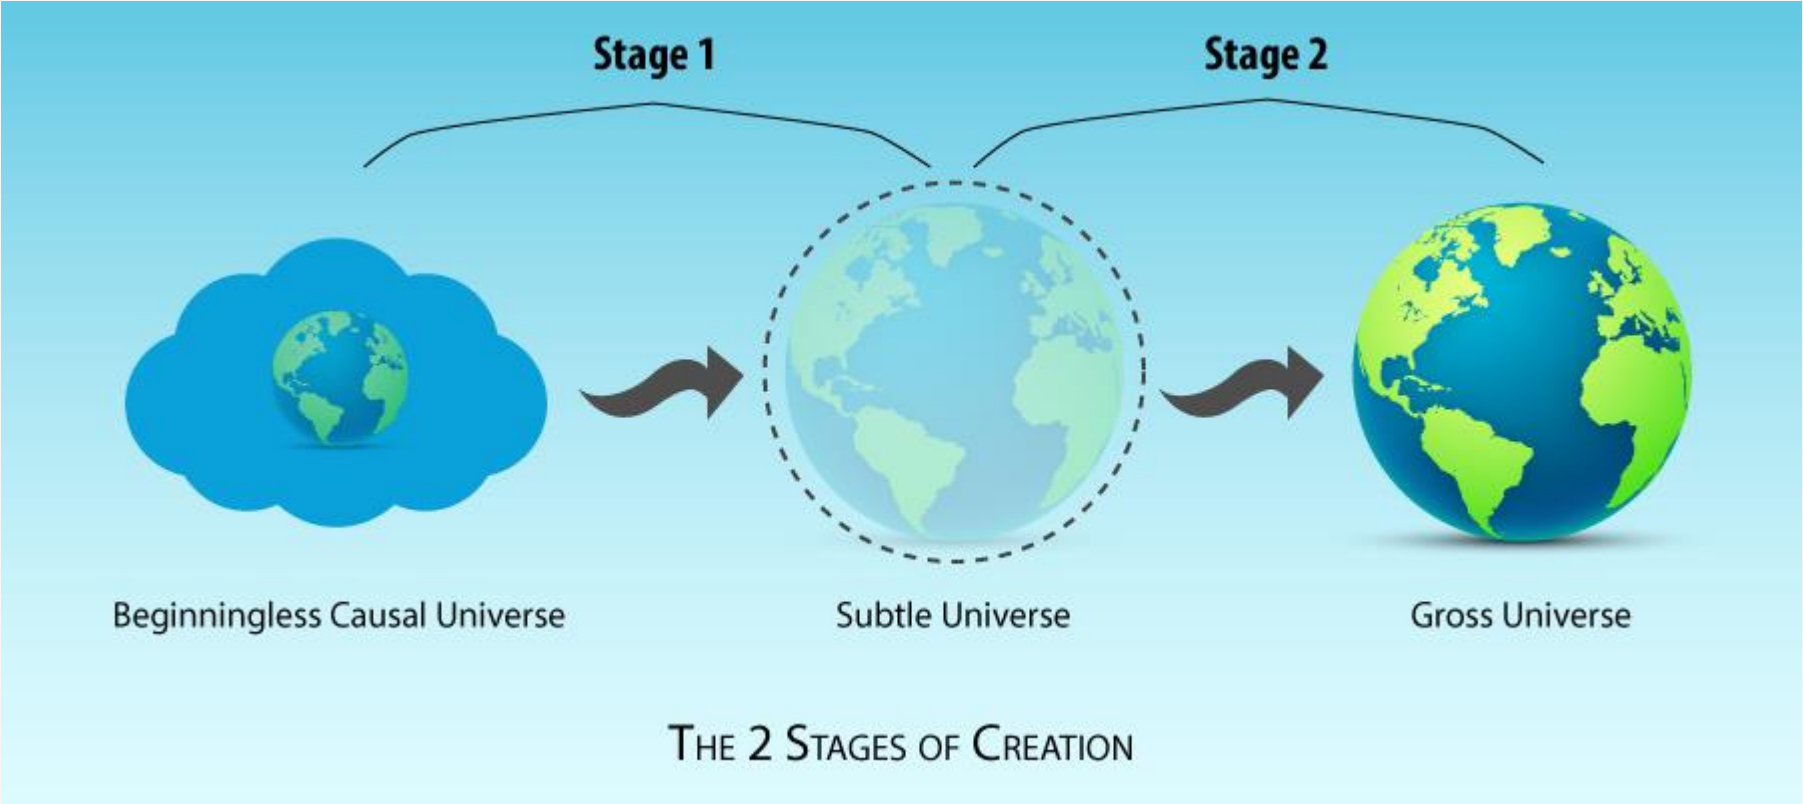 Stage 1
Stage 2
Beginningless Causal Universe
Subtle Universe
Gross Universe
THE 2 STAGES OF CREATION